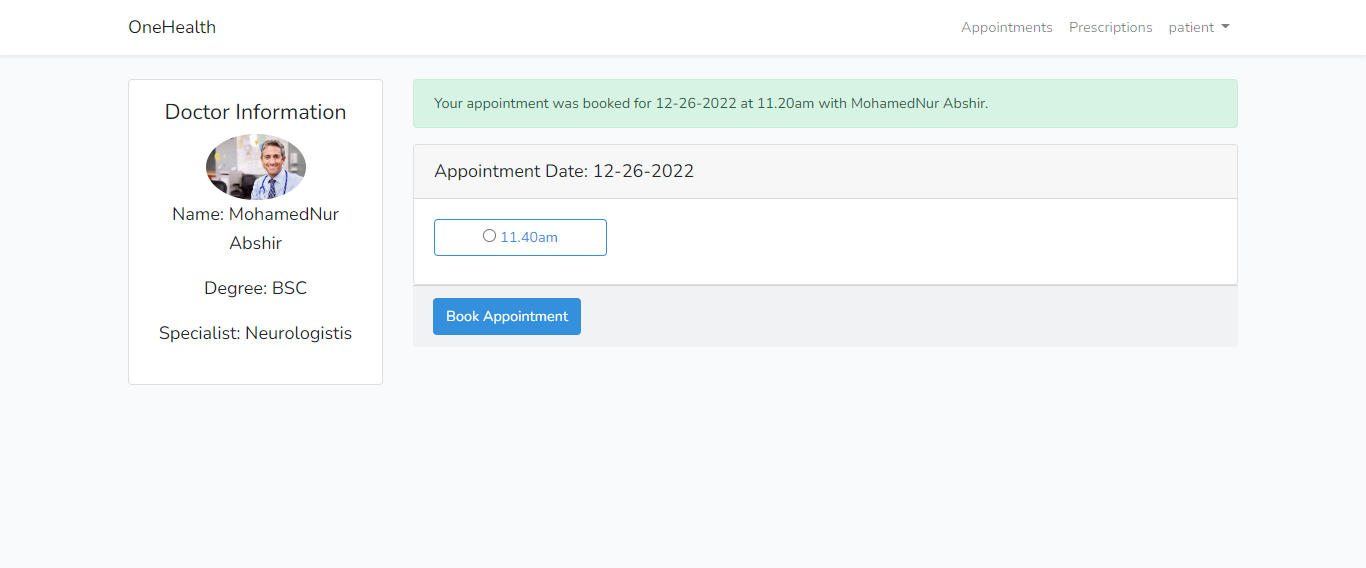 OneHealth
Appointments Prescriptions patient
Doctor Information
Name: MohamedNur
Abshir
Degree: BSC
Specialist: Neurologistis
Your appointment was booked for 12-26-2022 at 11.20am with MohamedNur Abshir.
Appointment Date: 12-26-2022
11.40am
Book Appointment